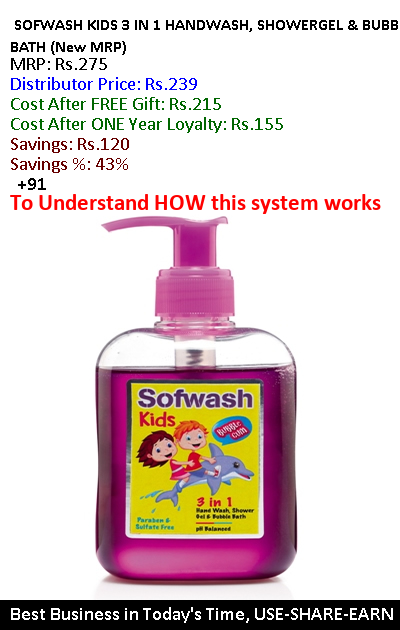 SOFWASH KIDS 3 IN 1 HANDWASH, SHOWERGEL & BUBB
BATH (New MRP)
MRP: Rs.275
Distributor Price: Rs.239
Cost After FREE Gift: Rs.215
Cost After ONE Year Loyalty: Rs.155
Savings: Rs.120
Savings %: 43%
+91
To Understand HOW this system works
Sofwash
Kids
BUBBLE
GUM
3 in 1
Hand Wash, Shower
Gel & Bubble Bath
Paraben &
Sulfate Free
pH Balanced
Best Business in Today's Time, USE-SHARE-EARN